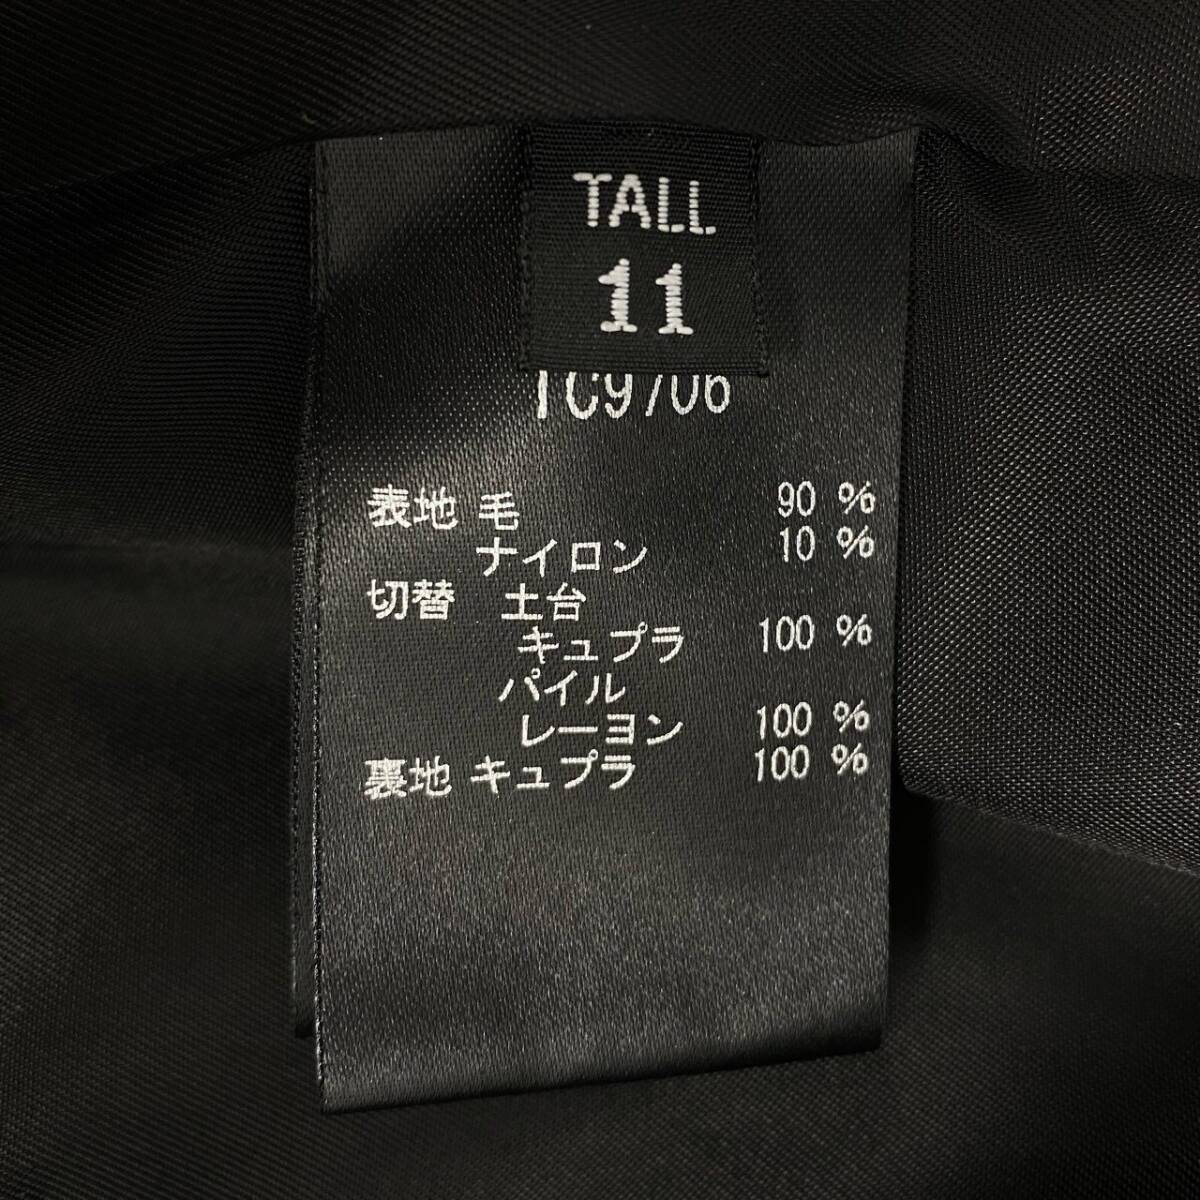 TALL
11
表地 毛 90 %
ナイロン 10 %
切替 土台
キュプラ 100 %
パイル
レーヨン 100 %
裏地 キュプラ 100 %